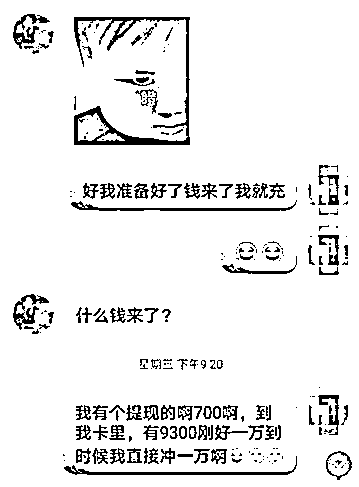 好我准备好了钱来了我就充
什么钱来了？
星期三 下午9:20
我有个提现的啊700啊，到
我卡里，有9300刚好一万到
时候我直接冲一万啊